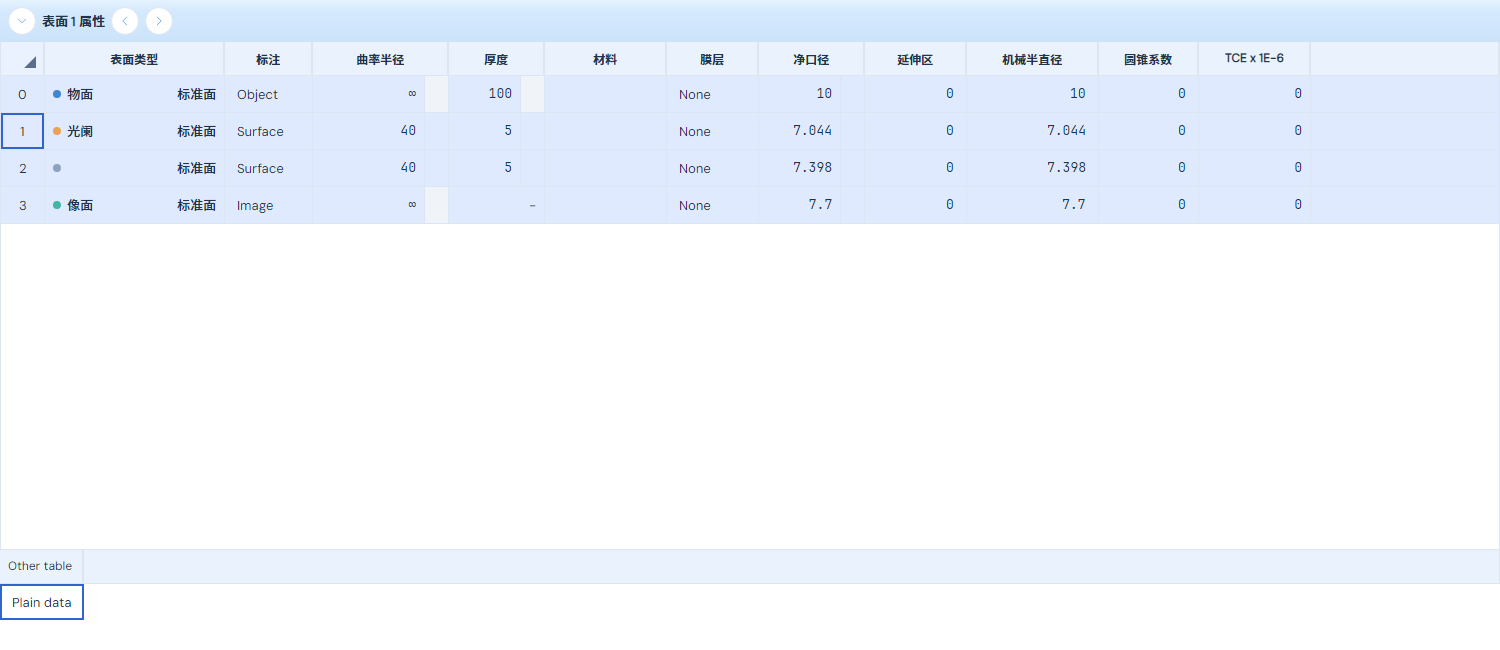 表面 1 属性
表面类型 标注 曲率半径 厚度 材料 膜层 净口径 延伸区 机械半直径 圆锥系数 TCE x 1E-6
0 物面 标准面 Object ∞ 100 None 10 0 10 0 0
1 光阑 标准面 Surface 40 5 None 7.044 0 7.044 0 0
2 标准面 Surface 40 5 None 7.398 0 7.398 0 0
3 像面 标准面 Image ∞ – None 7.7 0 7.7 0 0
Other table
Plain data